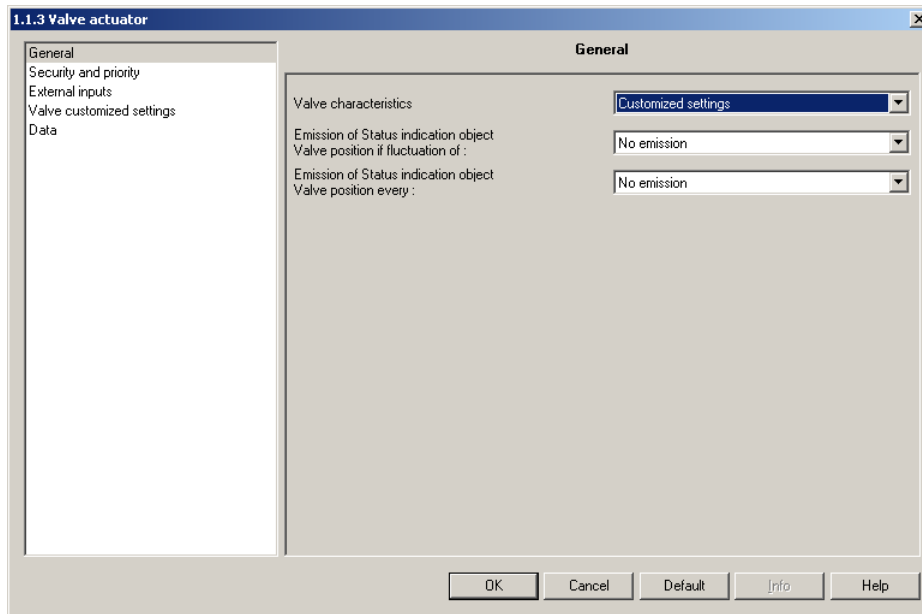 1.1.3 Valve actuator
General
Security and priority
External inputs
Valve customized settings
Data
General
Valve characteristics
Customized settings
Emission of Status indication object
Valve position if fluctuation of :
No emission
Emission of Status indication object
Valve position every :
No emission
OK
Cancel
Default
Info
Help